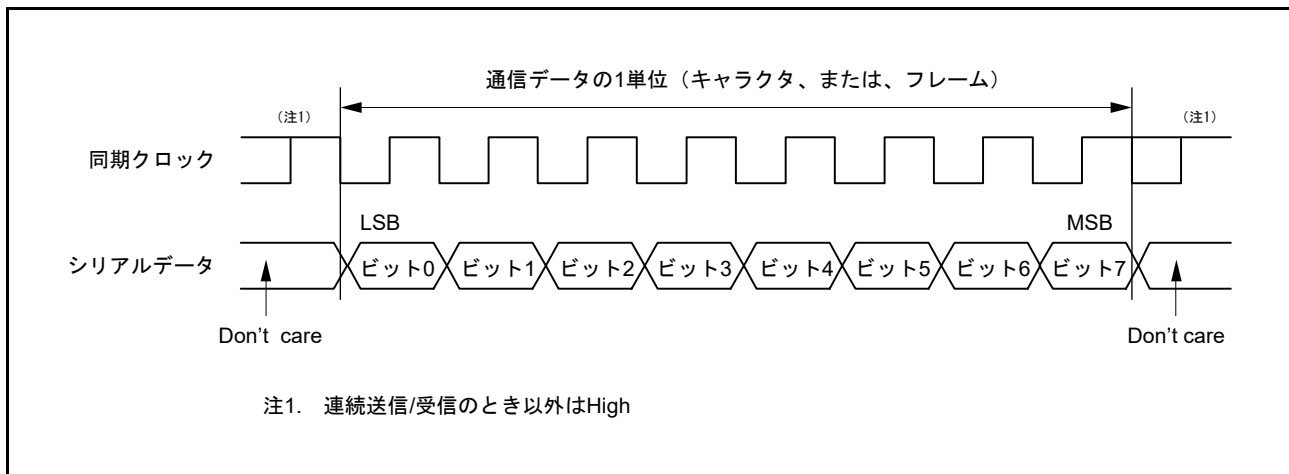 通信データの1単位（キャラクタ、または、フレーム）
（注1）
（注1）
同期クロック
LSB
MSB
シリアルデータ
ビット0 ビット1 ビット2 ビット3 ビット4 ビット5 ビット6 ビット7
Don't care
Don't care
注1. 連続送信/受信のとき以外はHigh